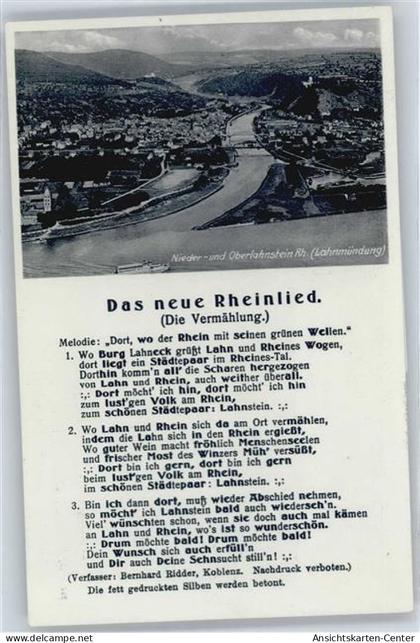 Nieder- und Oberlahnstein Rh. (Lahnmündung)
Das neue Rheinlied.
(Die Vermählung.)
Melodie: „Dort, wo der Rhein mit seinen grünen Wellen.“
1. Wo Burg Lahneck grüßt Lahn und Rheines Wogen,
dort liegt ein Städtepaar im Rheines-Tal.
Dorthin komm'n all' die Scharen hergezogen
von Lahn und Rhein, auch weither überall.
:,: Dort möcht' ich hin, dort möcht' ich hin
zum lust'gen Volk am Rhein,
zum schönen Städtepaar: Lahnstein. :,:
2. Wo Lahn und Rhein sich da am Ort vermählen,
indem die Lahn sich in den Rhein ergießt,
Wo guter Wein macht fröhlich Menschenseelen
und frischer Most des Winzers Müh' versüßt,
:,: Dort bin ich gern, dort bin ich gern
beim lust'gen Volk am Rhein,
im schönen Städtepaar: Lahnstein. :,:
3. Bin ich dann dort, muß wieder Abschied nehmen,
so möcht' ich Lahnstein bald auch wiederseh'n.
Viel' wünschten schon, wenn sie doch auch mal kämen
an Lahn und Rhein, wo's ist so wunderschön.
:,: Drum möchte bald! Drum möchte bald!
Dein Wunsch sich auch erfüll'n
und Dir auch Deine Sehnsucht still'n! :,:
(Verfasser: Bernhard Ridder, Koblenz. Nachdruck verboten.)
Die fett gedruckten Silben werden betont.
(c) Ansichtskarten-Center